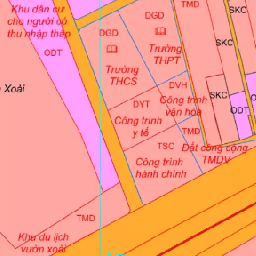 Khu dân cư
cho người có
thu nhập thấp
ODT
Xoài
DGD
Trường
THCS
DGD
Trường
THPT
TMD
SKC
SKC
SKC
ODT
DVH
Công trình
văn hóa
DYT
Công trình
y tế
TMD
Đất công cộng
TMDV
TSC
Công trình
hành chính
TMD
Khu du lịch
vườn xoài